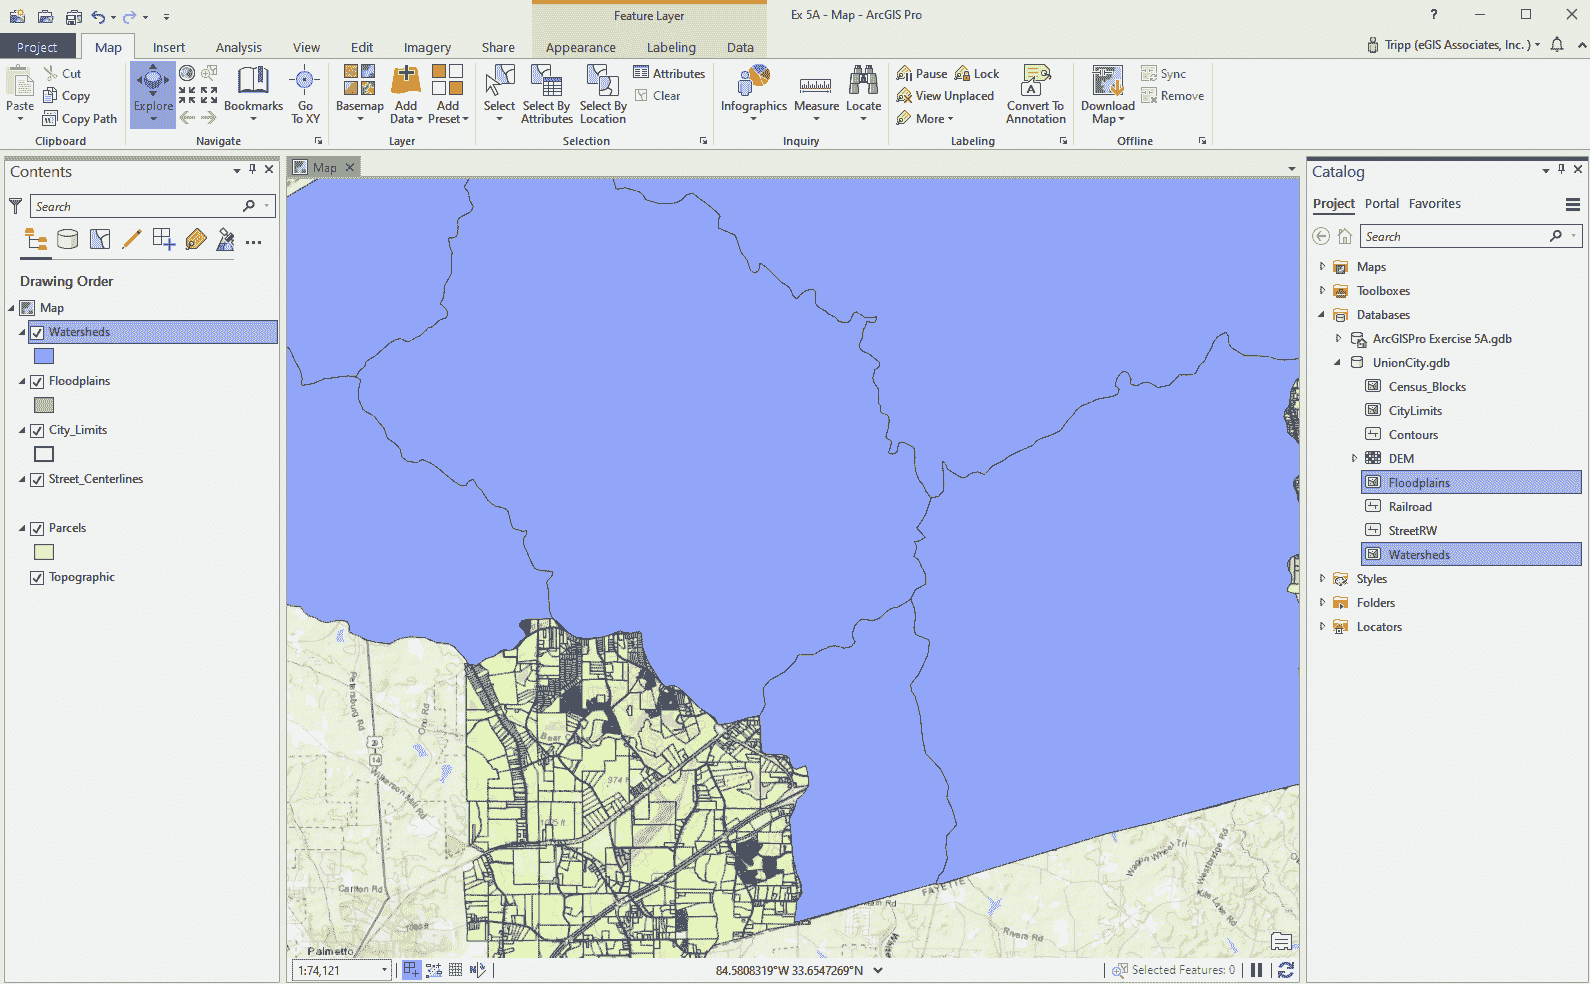 Feature Layer
Ex 5A - Map - ArcGIS Pro
?
Project
Map
Insert
Analysis
View
Edit
Imagery
Share
Appearance
Labeling
Data
Tripp (eGIS Associates, Inc. )
Paste
Cut
Copy
Copy Path
Clipboard
Explore
Bookmarks
Go
To XY
Navigate
Basemap
Add
Data
Add
Preset
Layer
Select
Select By
Attributes
Select By
Location
Attributes
Clear
Selection
Infographics
Measure
Locate
Inquiry
Pause
Lock
View Unplaced
More
Convert To
Annotation
Labeling
Download
Map
Sync
Remove
Offline
Contents
Search
Drawing Order
Map
Watersheds
Floodplains
City_Limits
Street_Centerlines
Parcels
Topographic
Map
Petersburg Rd
Ono Rd
29
14
Wilkerson Mill Rd
Bear
974 ft
Carlton Rd
Palmetto
FAYETTE
Rivers Rd
Wagon Wheel Trl
Westbridge Rd
Kite Lake Rd
1:74,121
84.5808319°W 33.6547269°N
Selected Features: 0
Catalog
Project
Portal
Favorites
Search
Maps
Toolboxes
Databases
ArcGISPro Exercise 5A.gdb
UnionCity.gdb
Census_Blocks
CityLimits
Contours
DEM
Floodplains
Railroad
StreetRW
Watersheds
Styles
Folders
Locators